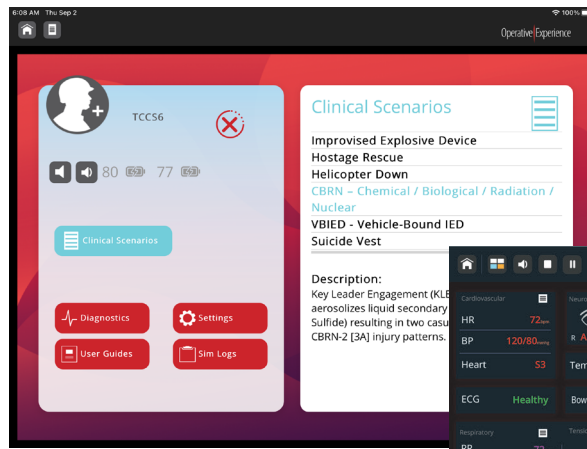 6:08 AM Thu Sep 2
100%
Operative Experience
TCCS6
80 77
Clinical Scenarios
Diagnostics
Settings
User Guides
Sim Logs
Clinical Scenarios
Improvised Explosive Device
Hostage Rescue
Helicopter Down
CBRN – Chemical / Biological / Radiation /
Nuclear
VBIED - Vehicle-Bound IED
Suicide Vest
Description:
Key Leader Engagement (KLE
aerosolizes liquid secondary
Sulfide) resulting in two casu
CBRN-2 [3A] injury patterns.
Cardiovascular
HR 72
BP 120/80
Heart S3
ECG Healthy
Respiratory
Neuro
R A
Tem
Bow